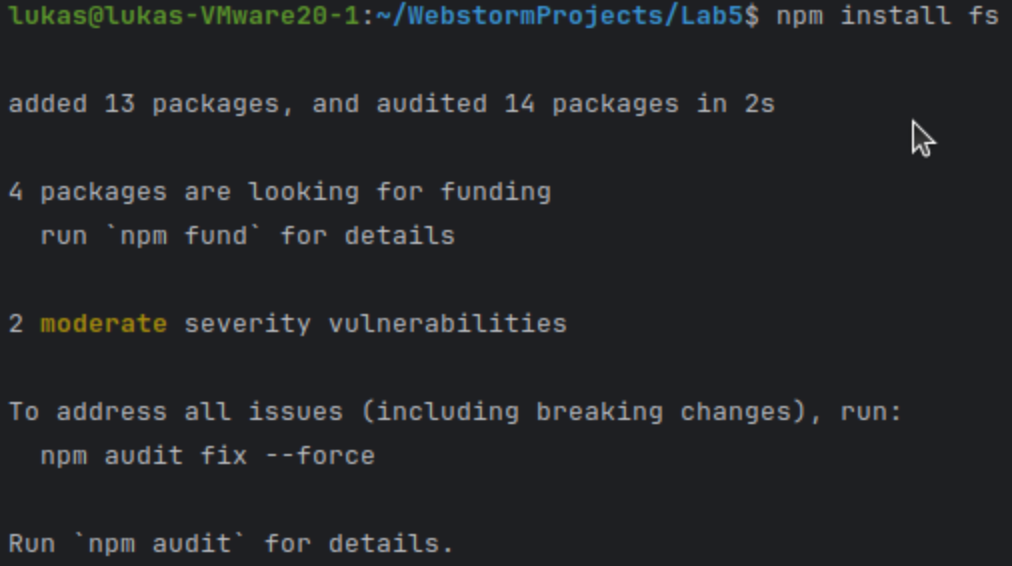 lukas@lukas-VMware20-1:~/WebstormProjects/Lab5$ npm install fs
added 13 packages, and audited 14 packages in 2s
4 packages are looking for funding
run `npm fund` for details
2 moderate severity vulnerabilities
To address all issues (including breaking changes), run:
npm audit fix --force
Run `npm audit` for details.